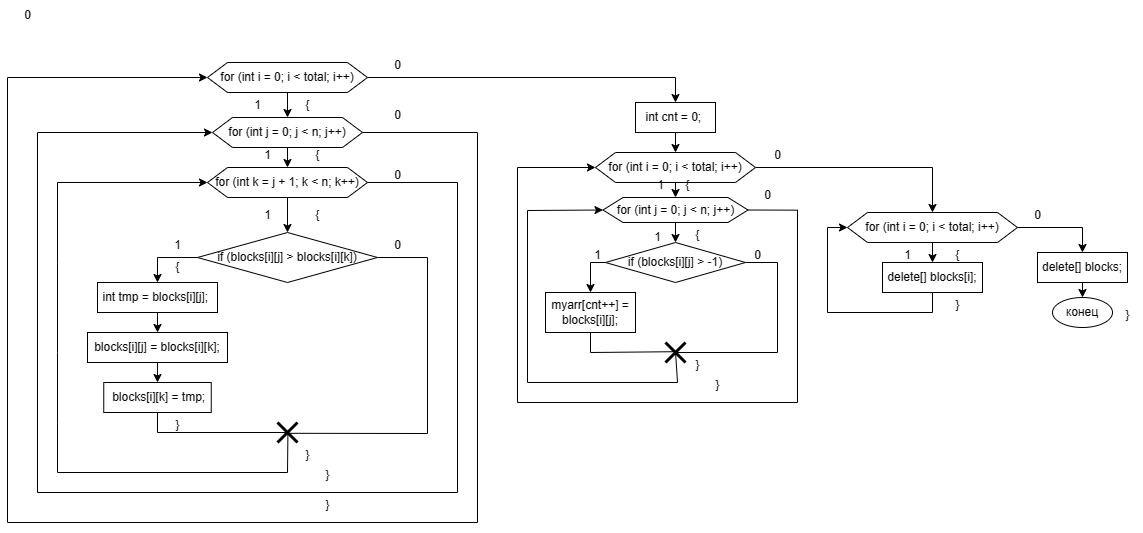 0
for (int i = 0; i < total; i++)
0
1
{
for (int j = 0; j < n; j++)
0
1
{
for (int k = j + 1; k < n; k++)
0
1
{
if (blocks[i][j] > blocks[i][k])
1
0
{
int tmp = blocks[i][j];
blocks[i][j] = blocks[i][k];
blocks[i][k] = tmp;
}
}
}
}
int cnt = 0;
for (int i = 0; i < total; i++)
0
1
{
for (int j = 0; j < n; j++)
0
1
{
if (blocks[i][j] > -1)
1
0
myarr[cnt++] =
blocks[i][j];
}
}
for (int i = 0; i < total; i++)
0
1
{
delete[] blocks[i];
}
delete[] blocks;
конец
}